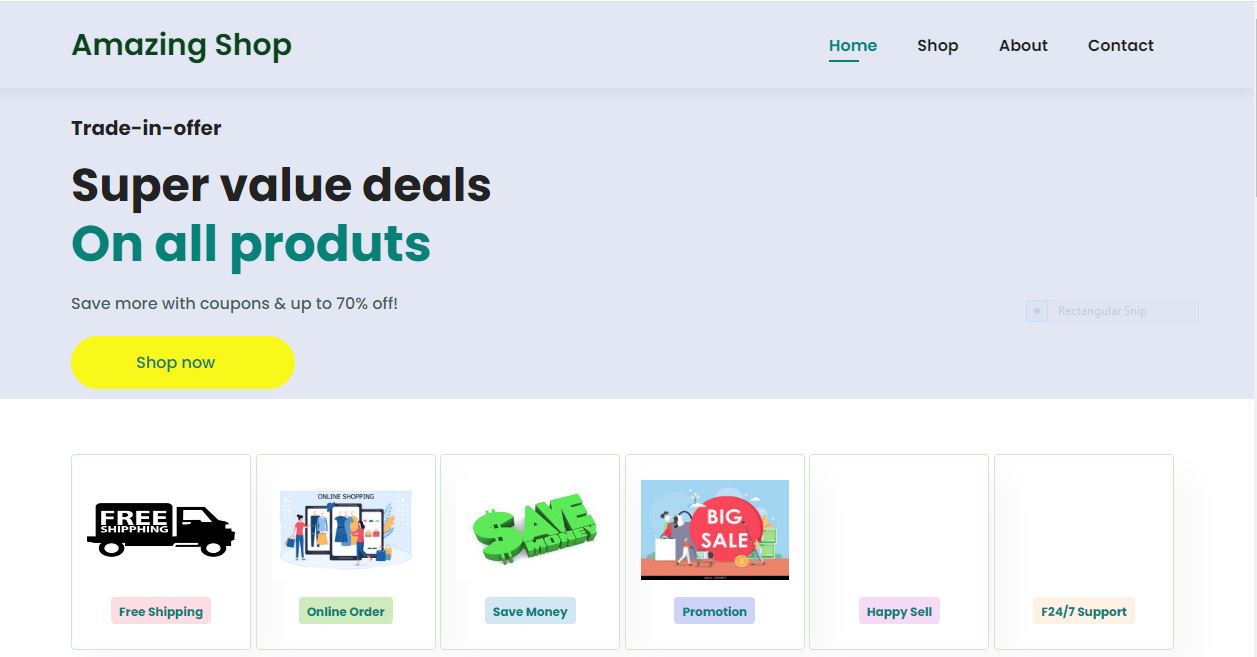 Amazing Shop
Home Shop About Contact
Trade-in-offer
Super value deals
On all produts
Save more with coupons & up to 70% off!
Rectangular Snip
Shop now
FREE
SHIPPHING
ONLINE SHOPPING
$AVE
MONEY
BIG
SALE
Free Shipping
Online Order
Save Money
Promotion
Happy Sell
F24/7 Support